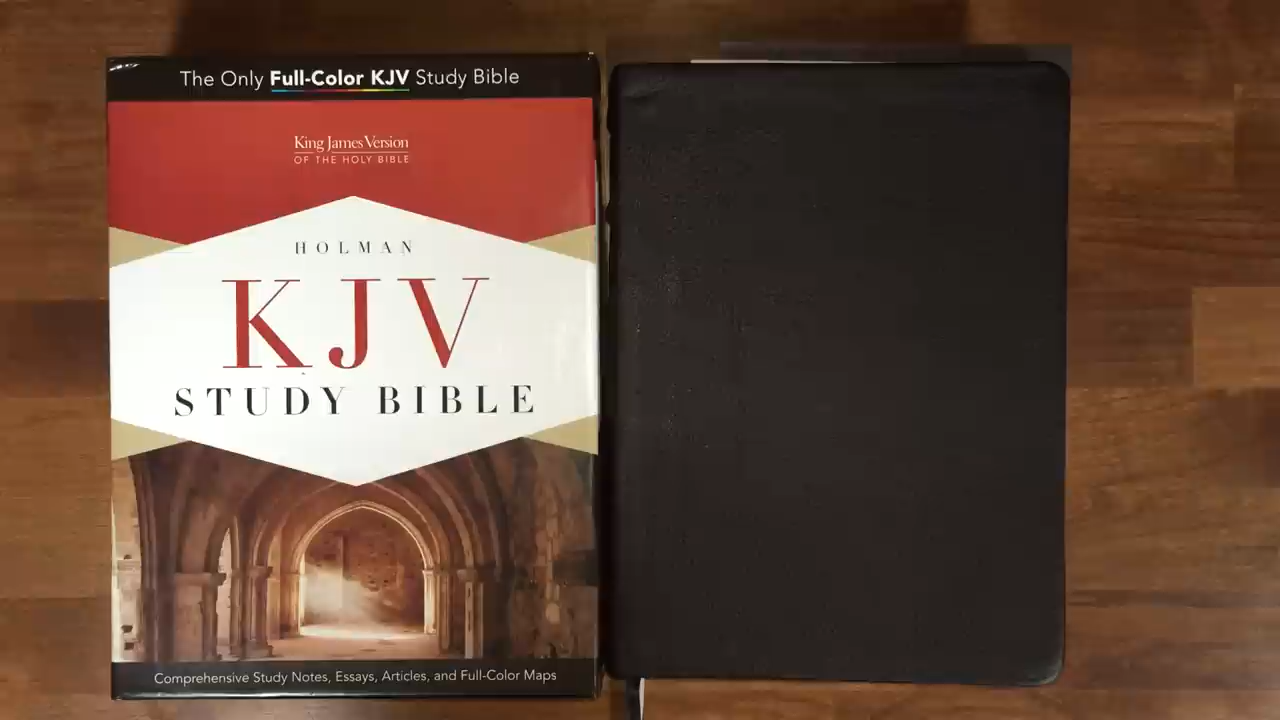 The Only Full-Color KJV Study Bible
King James Version
OF THE HOLY BIBLE
HOLMAN
KJV
STUDY BIBLE
Comprehensive Study Notes, Essays, Articles, and Full-Color Maps